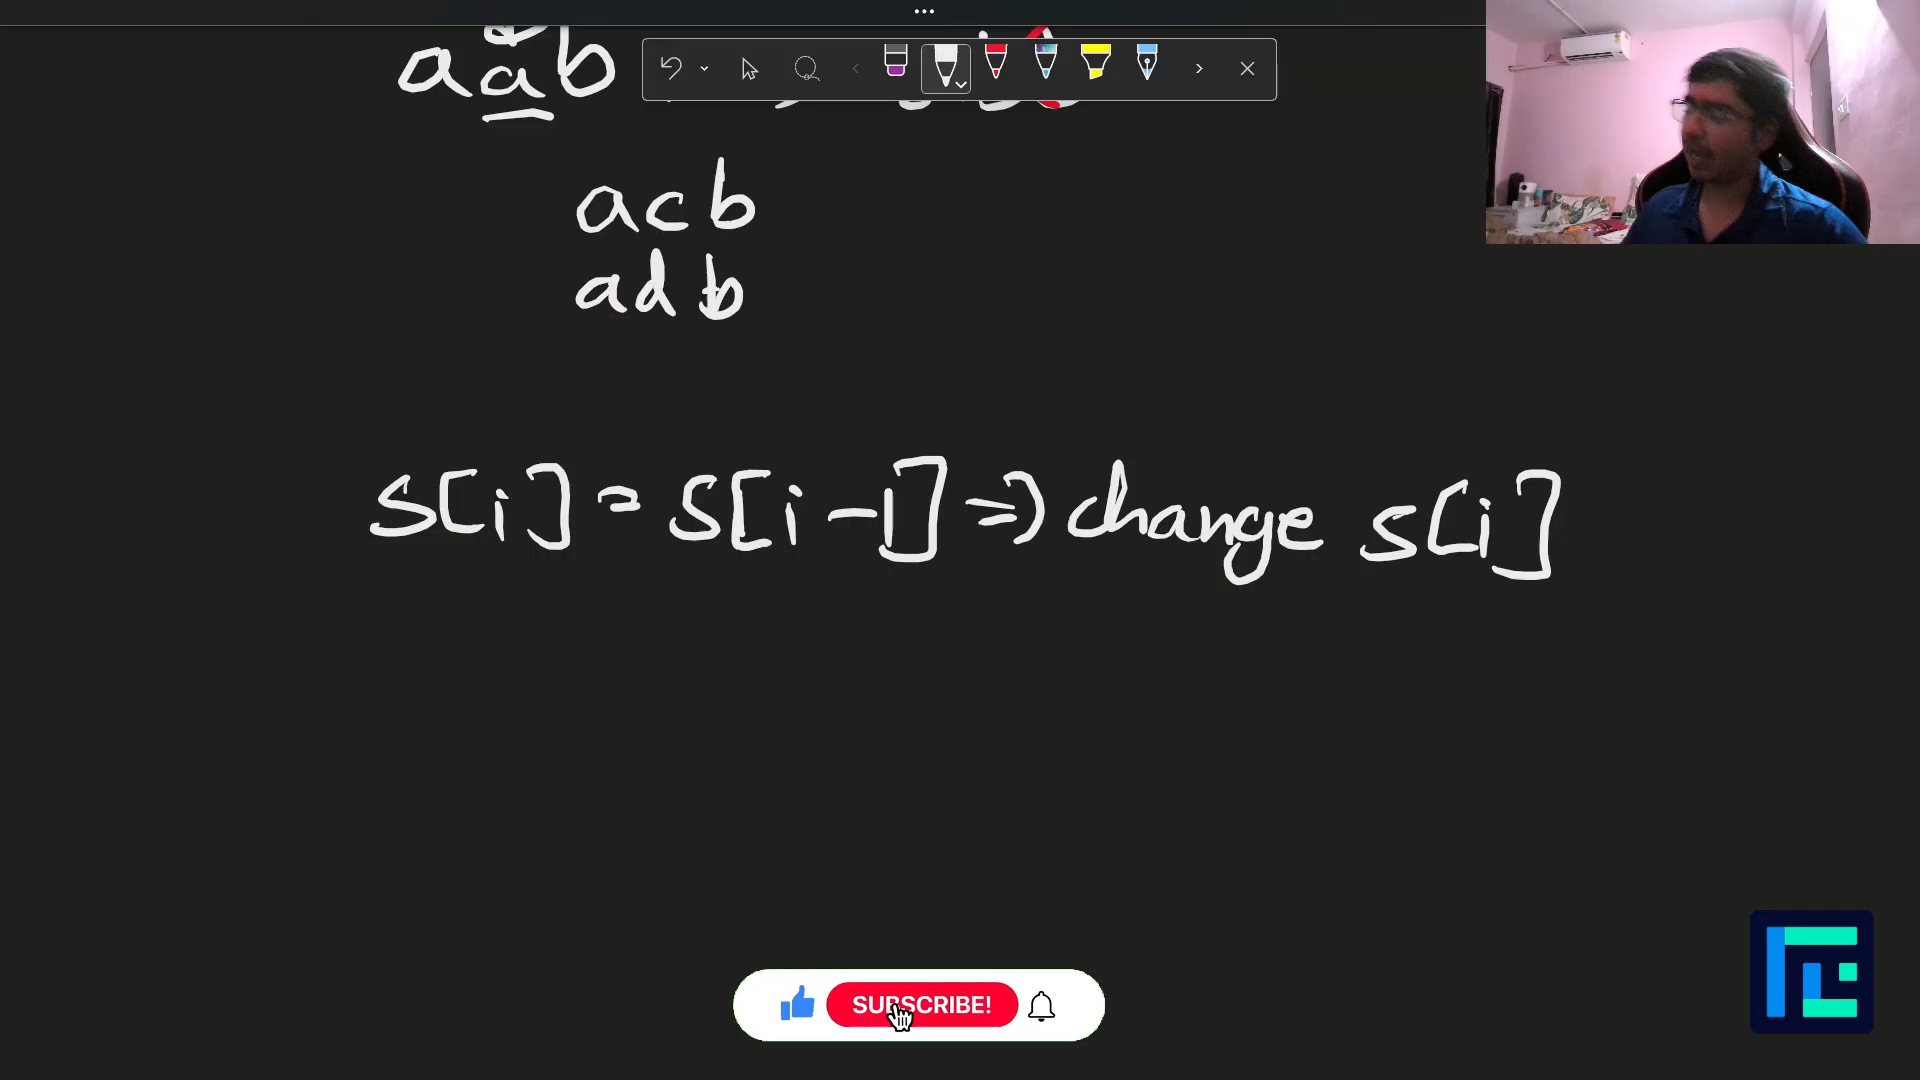 aab
acb
adb
s[i] = s[i-1] => change s[i]
SUBSCRIBE!